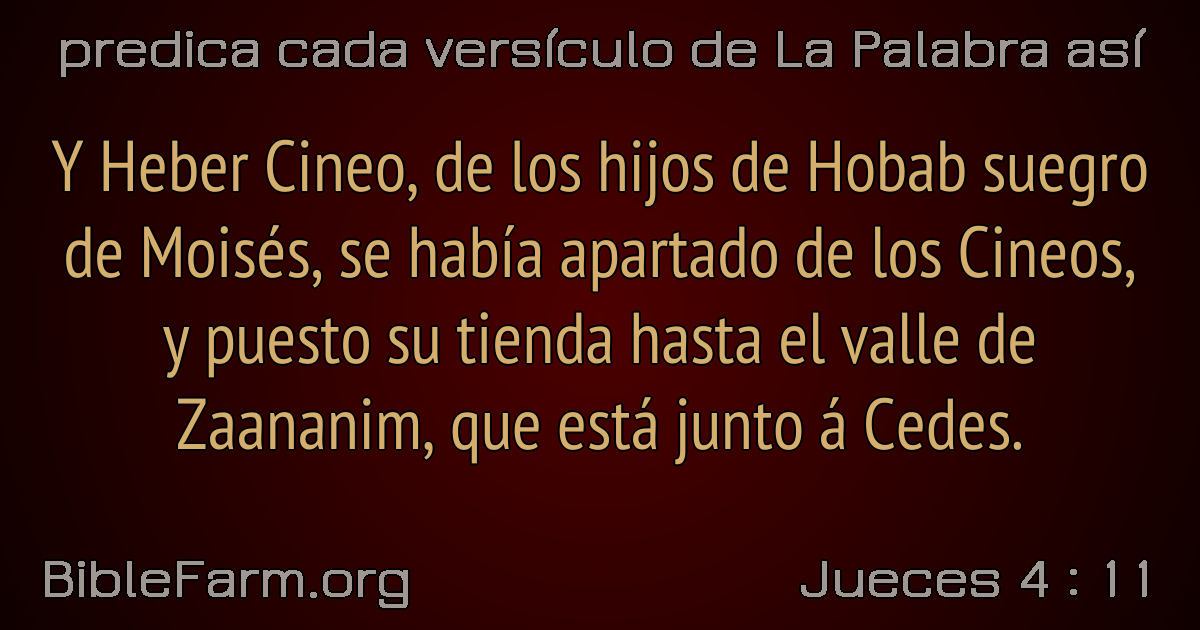 predica cada versículo de La Palabra así
Y Heber Cineo, de los hijos de Hobab suegro
de Moisés, se había apartado de los Cineos,
y puesto su tienda hasta el valle de
Zaananim, que está junto á Cedes.
BibleFarm.org
Jueces 4 : 11